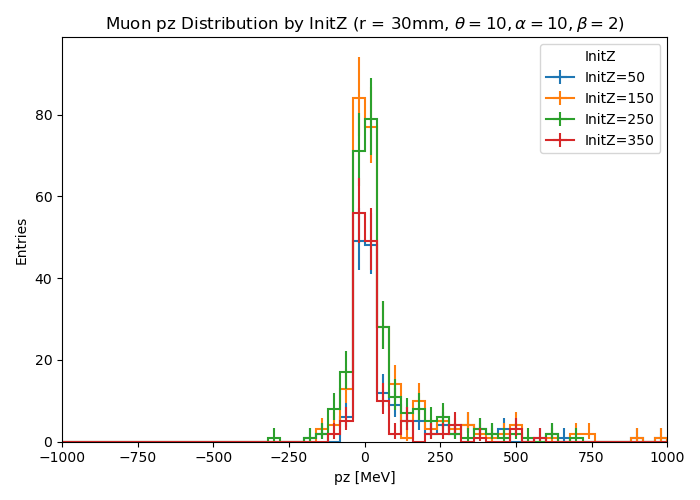 Muon pz Distribution by InitZ (r = 30mm, θ = 10, α = 10, β = 2)
InitZ
InitZ=50
InitZ=150
InitZ=250
InitZ=350
Entries
80
60
40
20
0
−1000 −750 −500 −250 0 250 500 750 1000
pz [MeV]